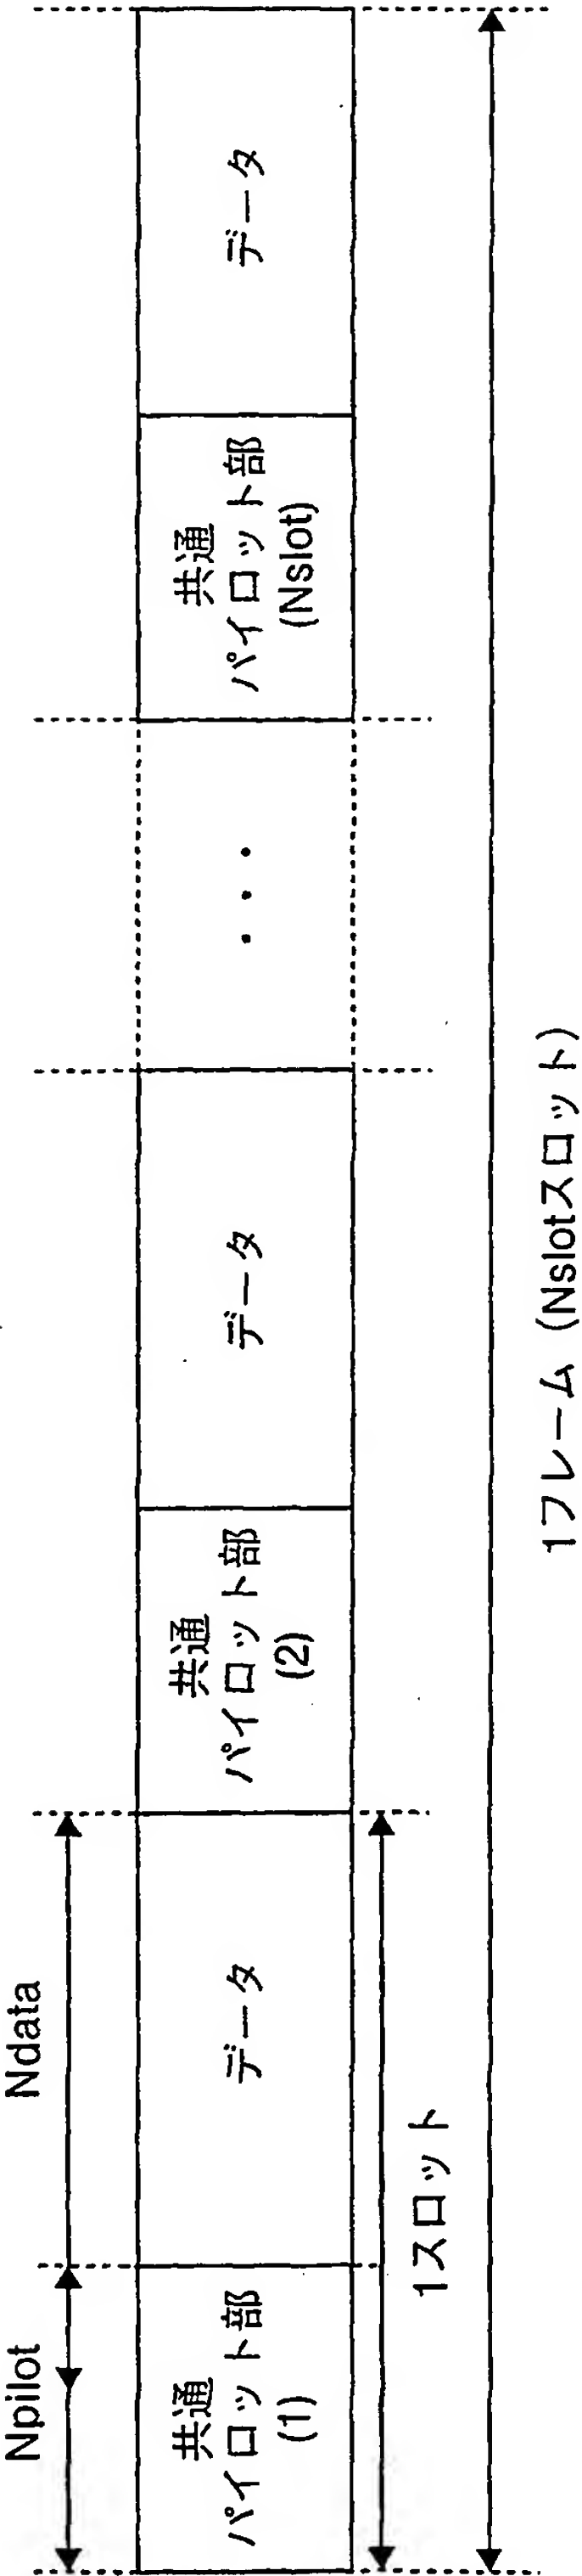 Npilot
Ndata
共通
パイロット部
(1)
データ
共通
パイロット部
(2)
データ
・・・
共通
パイロット部
(Nslot)
データ
1スロット
1フレーム (Nslotスロット)